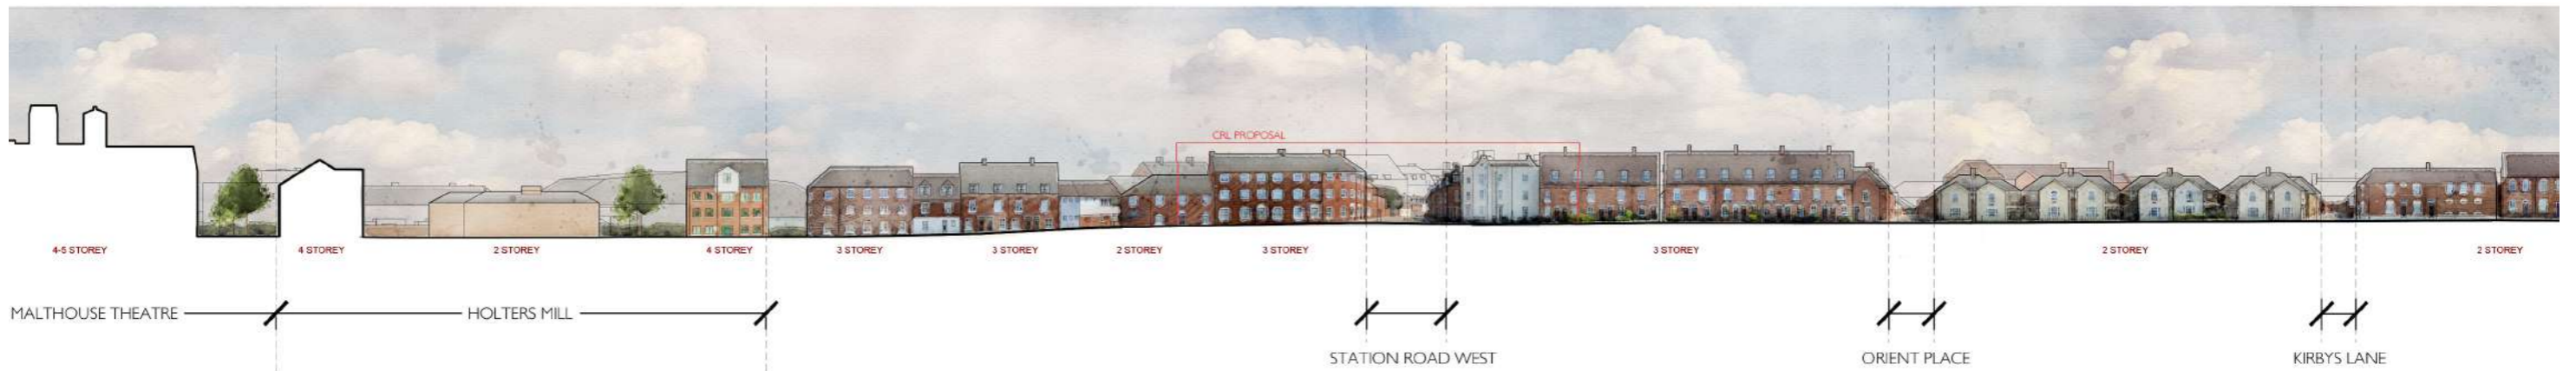 CRL PROPOSAL
4-5 STOREY
4 STOREY
2 STOREY
4 STOREY
3 STOREY
3 STOREY
2 STOREY
3 STOREY
3 STOREY
2 STOREY
2 STOREY
MALTHOUSE THEATRE
HOLTERS MILL
STATION ROAD WEST
ORIENT PLACE
KIRBYS LANE